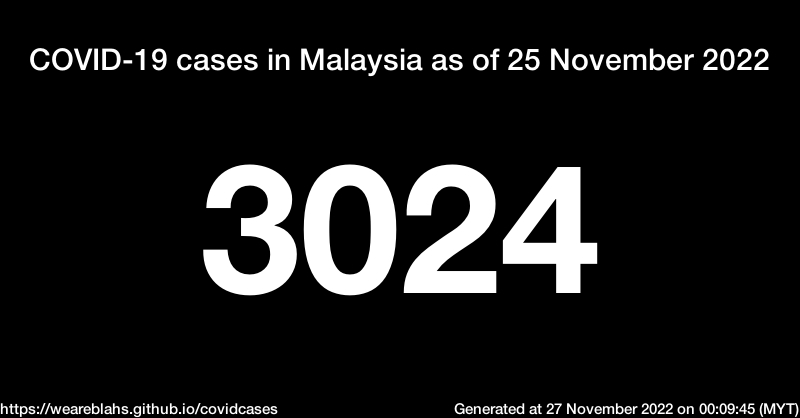 COVID-19 cases in Malaysia as of 25 November 2022
3024
https://weareblahs.github.io/covidcases
Generated at 27 November 2022 on 00:09:45 (MYT)